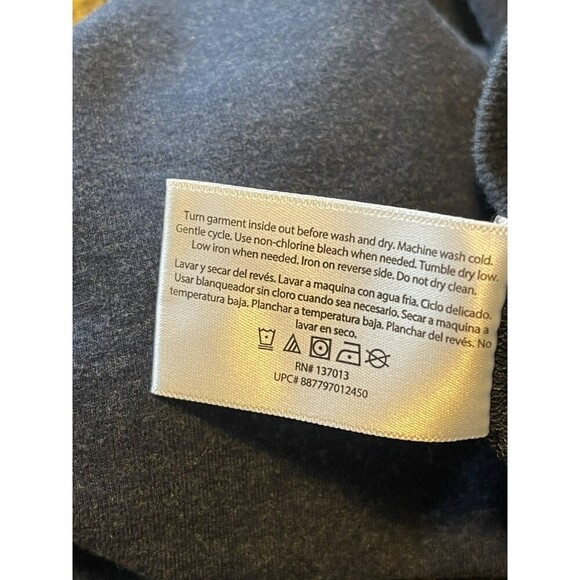 Turn garment inside out before wash and dry. Machine wash cold.
Gentle cycle. Use non-chlorine bleach when needed. Tumble dry low.
Low iron when needed. Iron on reverse side. Do not dry clean.
Lavar y secar del revés. Lavar a maquina con agua fria. Ciclo delicado.
Usar blanqueador sin cloro cuando sea necesario. Secar a maquina a
temperatura baja. Planchar a temperatura baja. Planchar del revés. No
lavar en seco.
RN# 137013
UPC# 887797012450